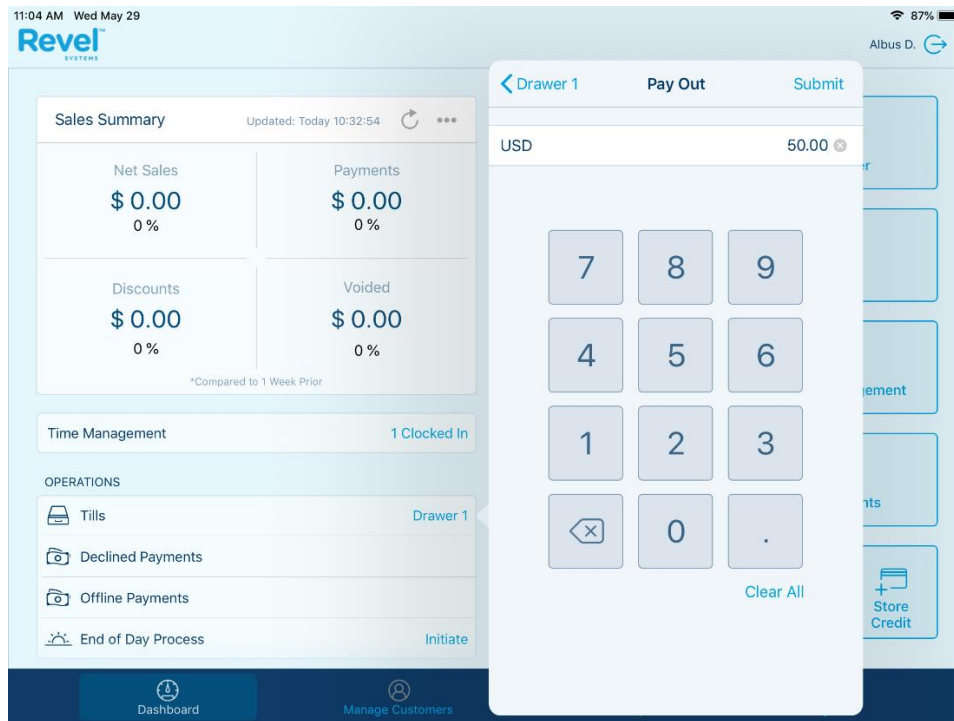 11:04 AM Wed May 29
87%
Revel™
SYSTEMS
Albus D.
Sales Summary
Updated: Today 10:32:54
Net Sales
$ 0.00
0 %
Payments
$ 0.00
0 %
Discounts
$ 0.00
0 %
Voided
$ 0.00
0 %
*Compared to 1 Week Prior
Time Management
1 Clocked In
OPERATIONS
Tills
Drawer 1
Declined Payments
Offline Payments
End of Day Process
Initiate
Drawer 1
Pay Out
Submit
USD
50.00
7 8 9
4 5 6
1 2 3
0 .
Clear All
r
ement
nts
Store
Credit
Dashboard
Manage Customers